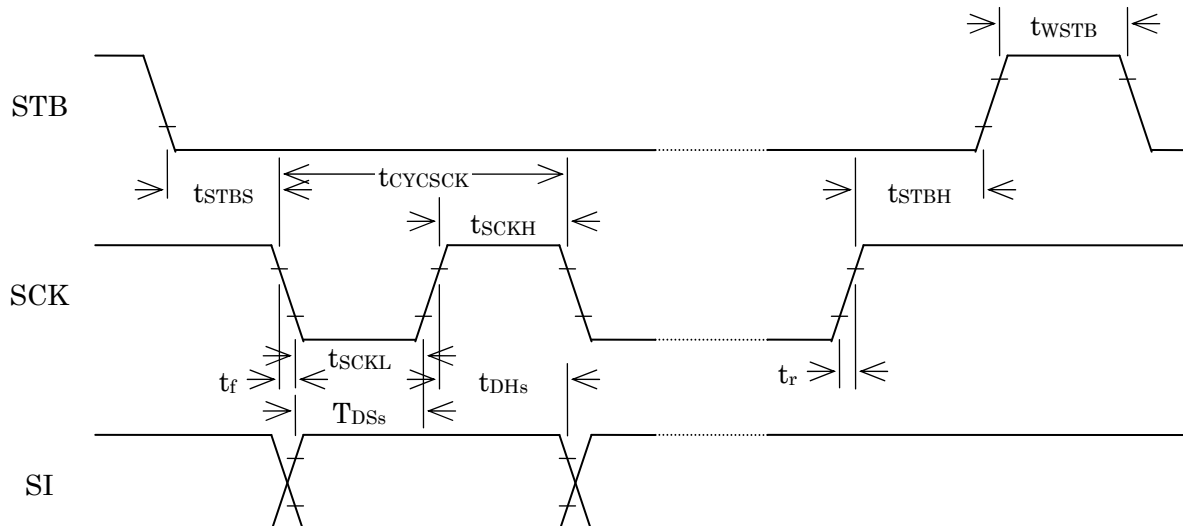 tWSTB
STB
tSTBS
tCYCSCK
tSTBH
tSCKH
SCK
tSCKL
tf
tDHs
tr
TDSs
SI